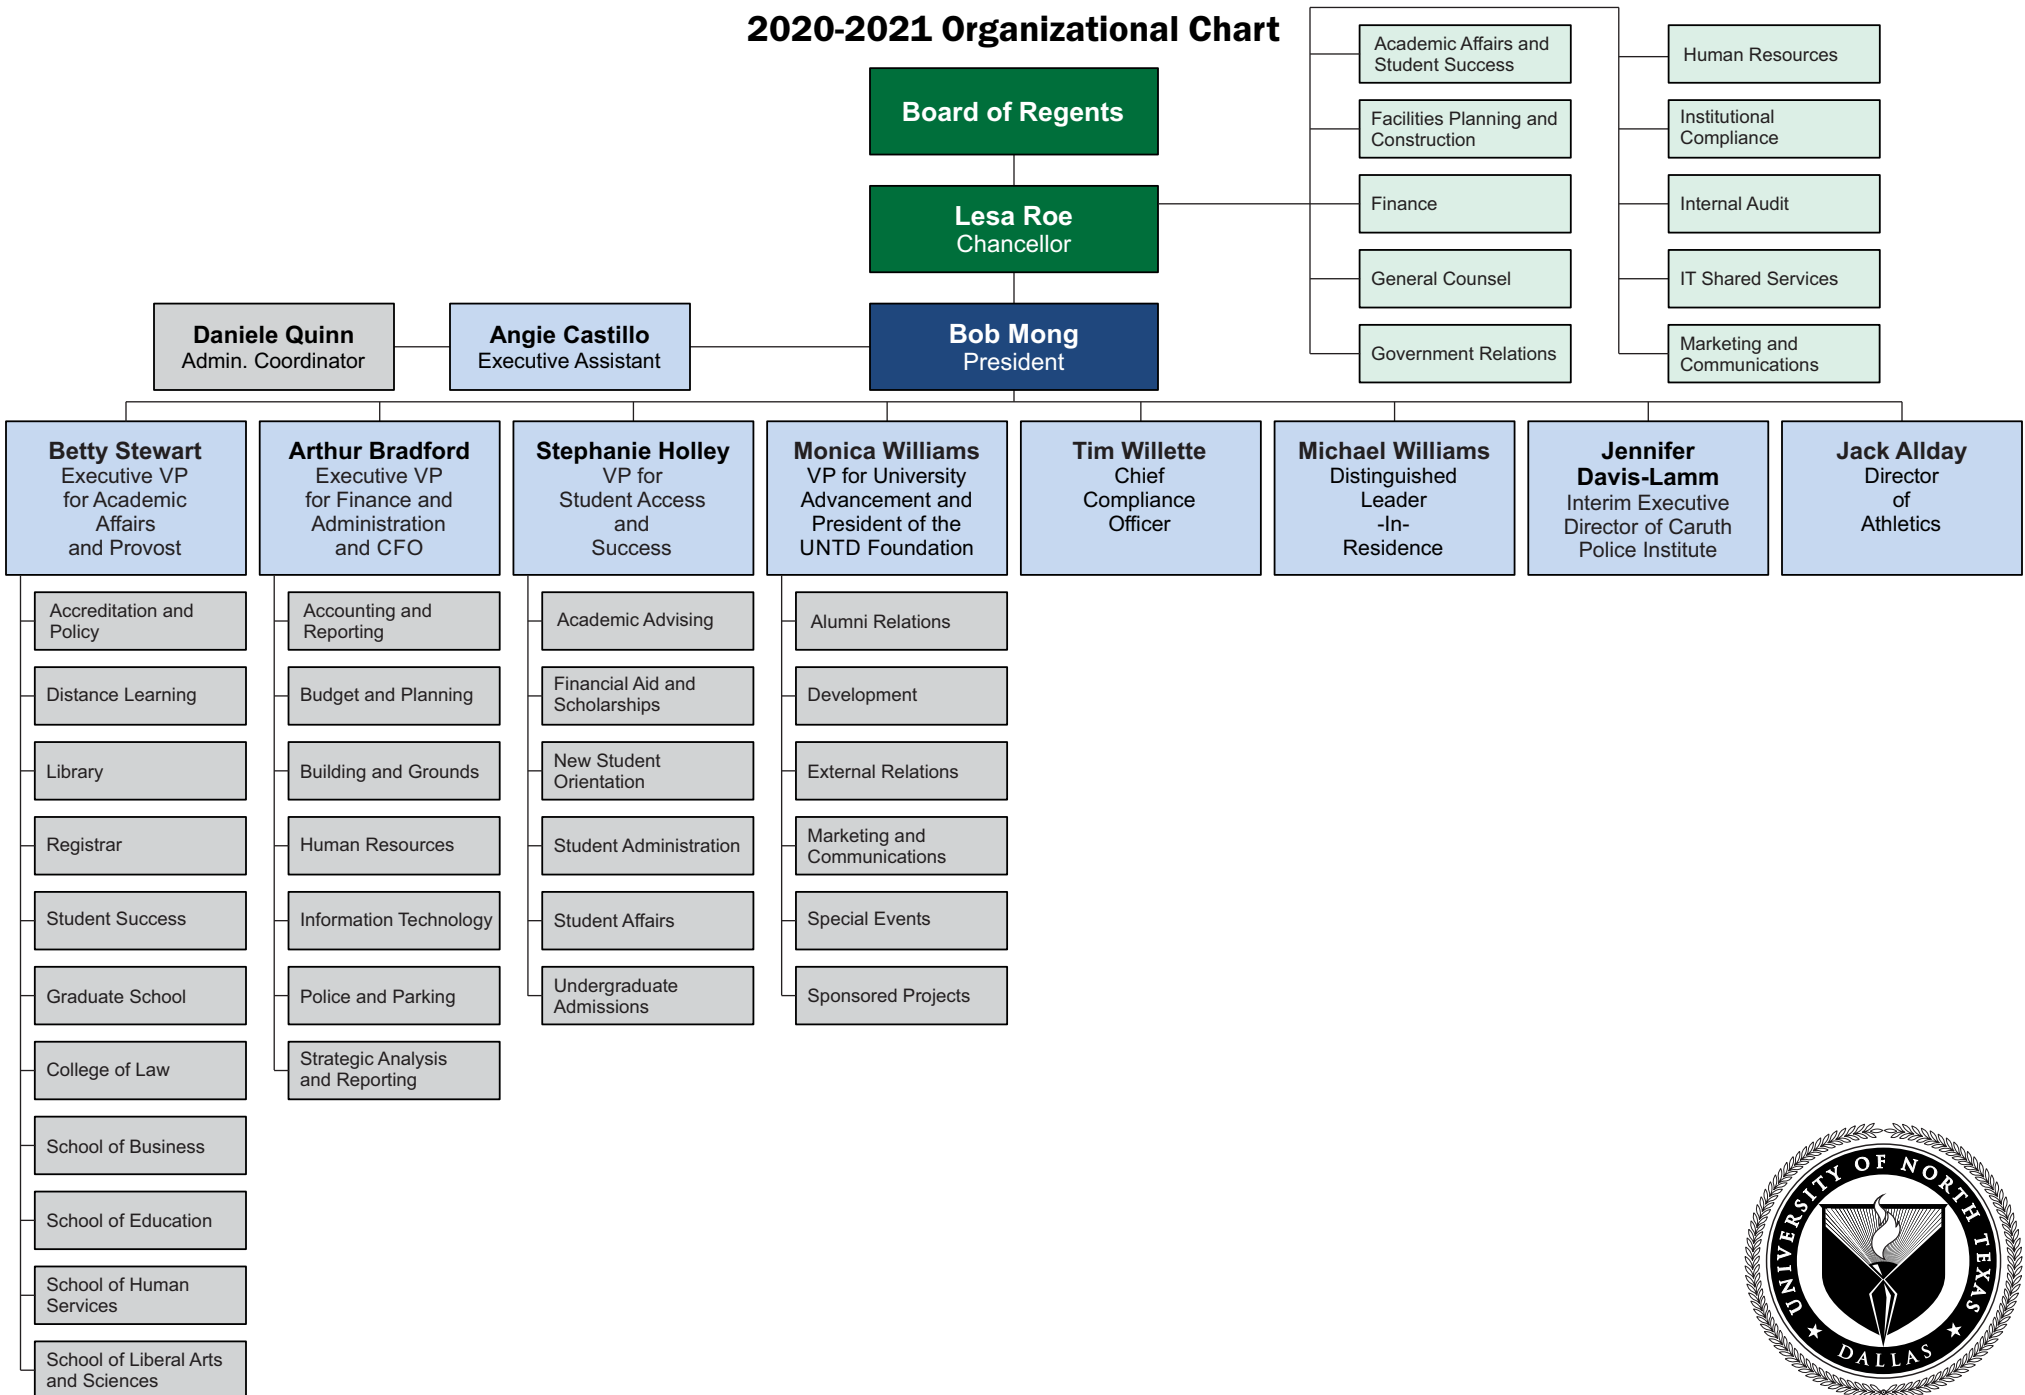 2020-2021 Organizational Chart
Board of Regents
Lesa Roe
Chancellor
Academic Affairs and
Student Success
Facilities Planning and
Construction
Finance
General Counsel
Government Relations
Human Resources
Institutional
Compliance
Internal Audit
IT Shared Services
Marketing and
Communications
Daniele Quinn
Admin. Coordinator
Angie Castillo
Executive Assistant
Bob Mong
President
Betty Stewart
Executive VP
for Academic
Affairs
and Provost
Accreditation and
Policy
Distance Learning
Library
Registrar
Student Success
Graduate School
College of Law
School of Business
School of Education
School of Human
Services
School of Liberal Arts
and Sciences
Arthur Bradford
Executive VP
for Finance and
Administration
and CFO
Accounting and
Reporting
Budget and Planning
Building and Grounds
Human Resources
Information Technology
Police and Parking
Strategic Analysis
and Reporting
Stephanie Holley
VP for
Student Access
and
Success
Academic Advising
Financial Aid and
Scholarships
New Student
Orientation
Student Administration
Student Affairs
Undergraduate
Admissions
Monica Williams
VP for University
Advancement and
President of the
UNTD Foundation
Alumni Relations
Development
External Relations
Marketing and
Communications
Special Events
Sponsored Projects
Tim Willette
Chief
Compliance
Officer
Michael Williams
Distinguished
Leader
-In-
Residence
Jennifer
Davis-Lamm
Interim Executive
Director of Caruth
Police Institute
Jack Allday
Director
of
Athletics
UNIVERSITY OF NORTH TEXAS
DALLAS